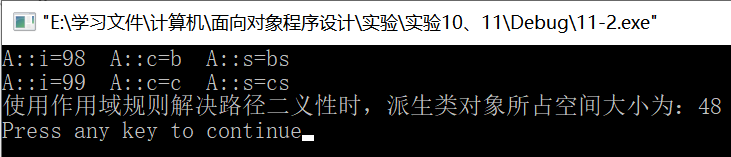 "E:\学习文件\计算机\面向对象程序设计\实验\实验10、11\Debug\11-2.exe"
A::i=98  A::c=b  A::s=bs
A::i=99  A::c=c  A::s=cs
使用作用域规则解决路径二义性时，派生类对象所占空间大小为：48
Press any key to continue